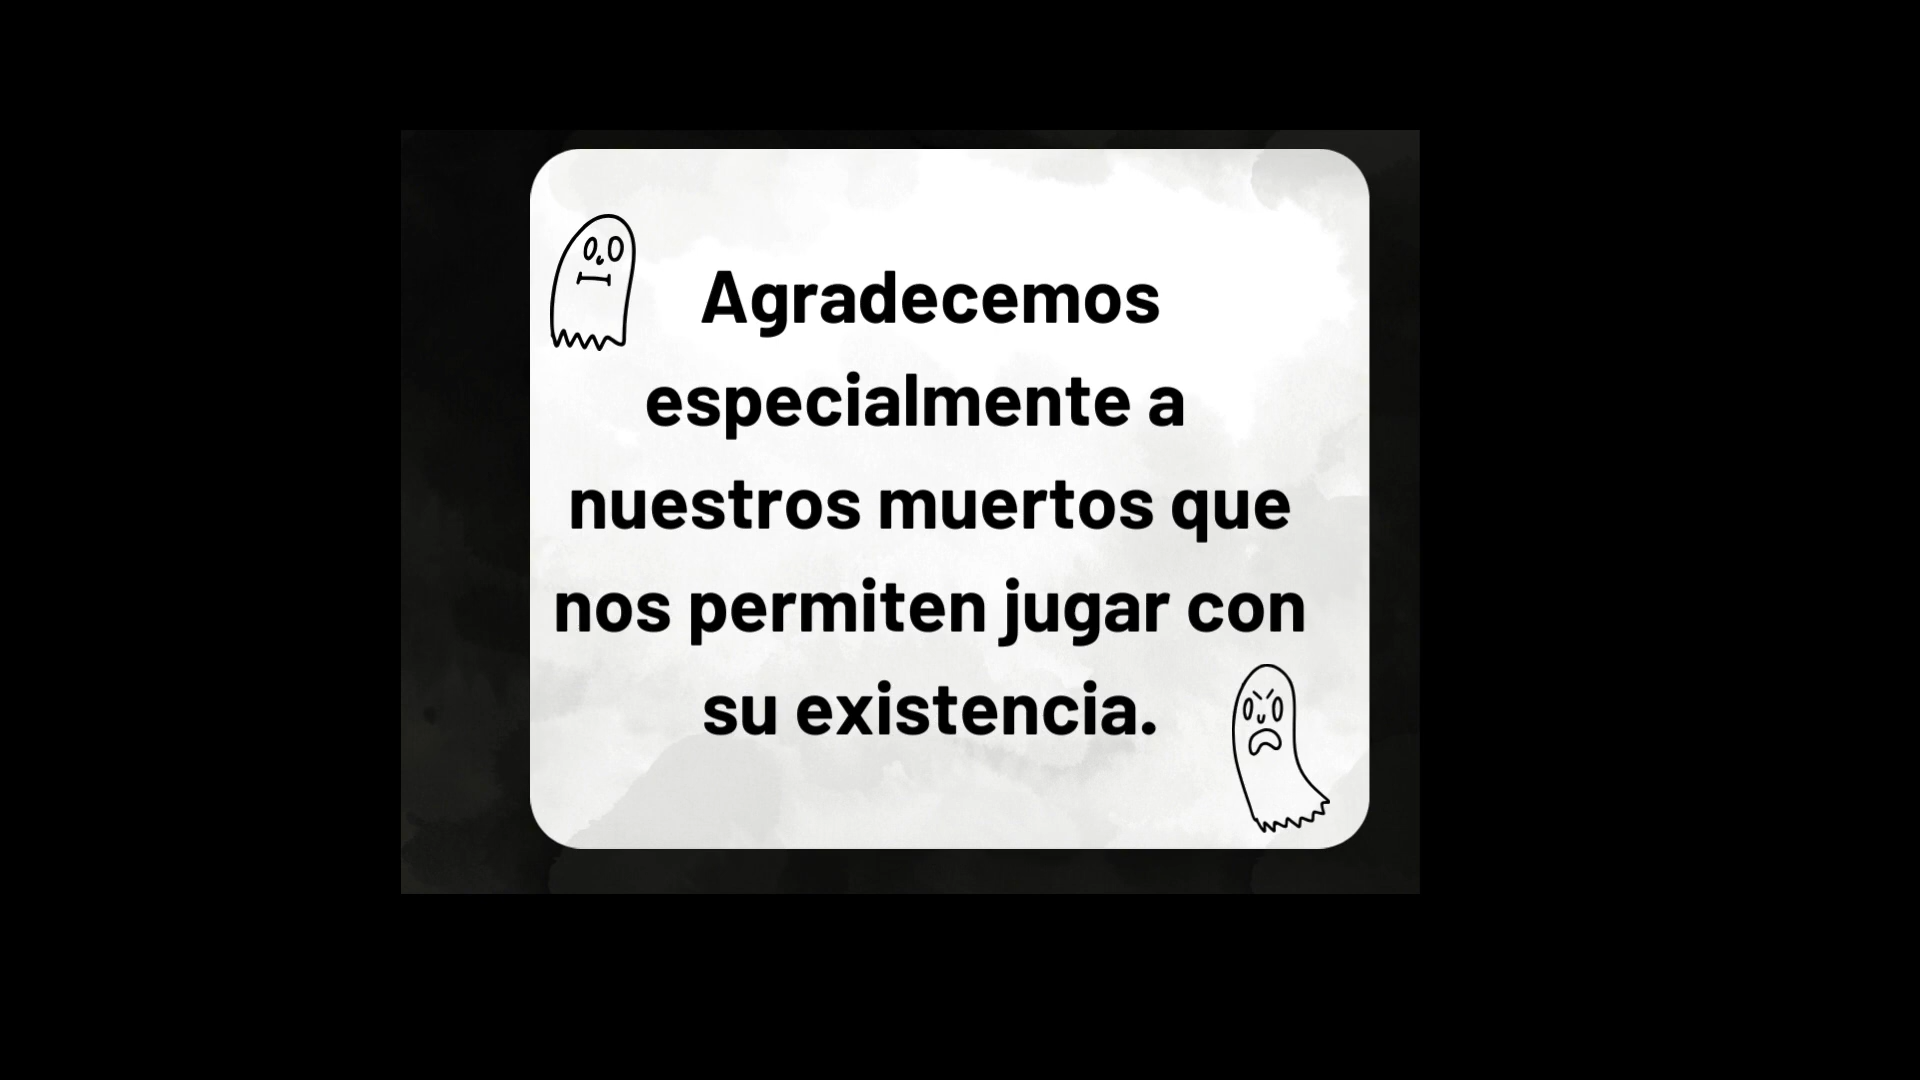 Agradecemos
especialmente a
nuestros muertos que
nos permiten jugar con
su existencia.